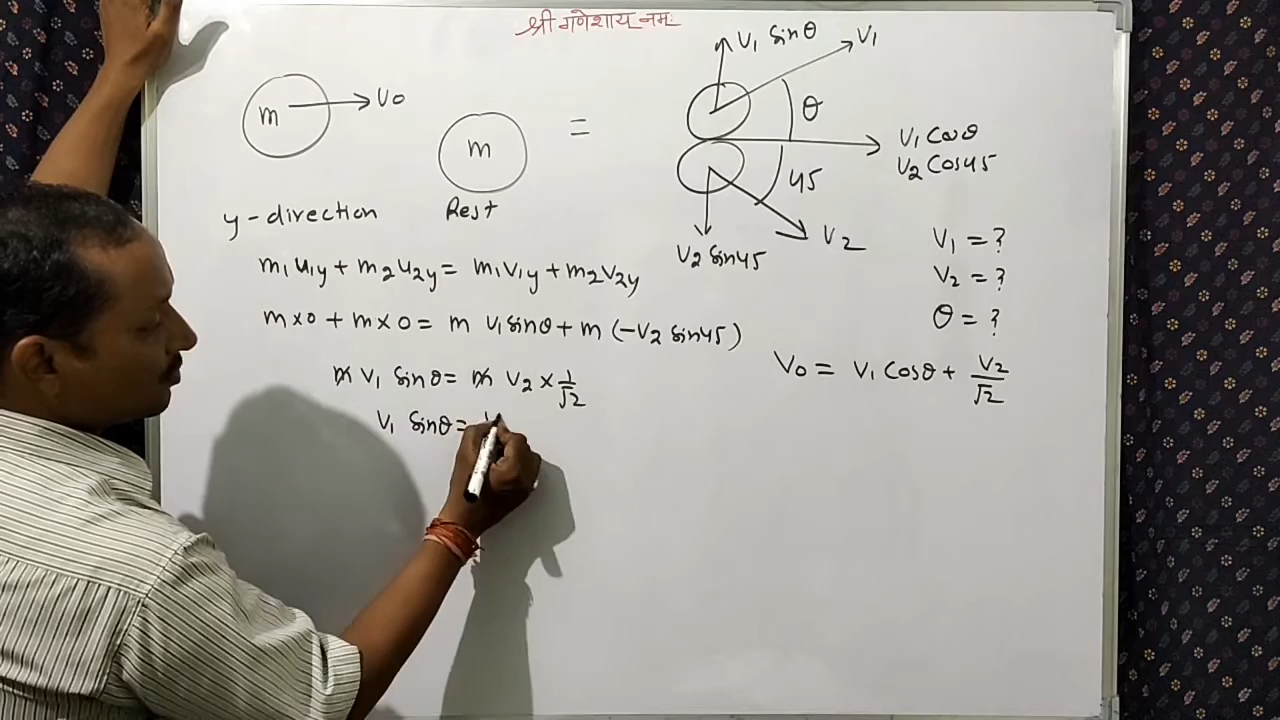 श्री गणेशाय नमः
m V0
m
Rest
=
V1 Sinθ
V1
θ
V1 Cosθ
V2 Cos45
45
V2
V2 Sin45
y-direction
m1u1y + m2u2y = m1v1y + m2v2y
m×0 + m×0 = m V1sinθ + m (-V2 sin45)
m V1 Sinθ = m V2 × 1/√2
V1 Sinθ =
V1 = ?
V2 = ?
θ = ?
V0 = V1 Cosθ + V2/√2